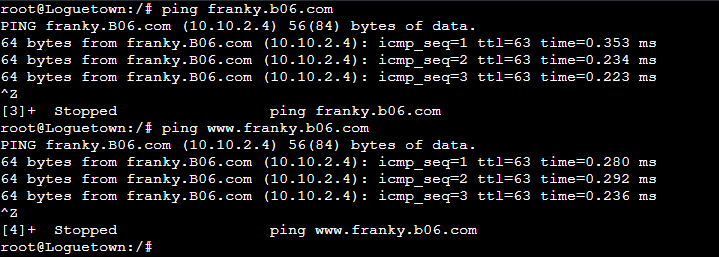 root@Loguetown:/# ping franky.b06.com
PING franky.B06.com (10.10.2.4) 56(84) bytes of data.
64 bytes from franky.B06.com (10.10.2.4): icmp_seq=1 ttl=63 time=0.353 ms
64 bytes from franky.B06.com (10.10.2.4): icmp_seq=2 ttl=63 time=0.234 ms
64 bytes from franky.B06.com (10.10.2.4): icmp_seq=3 ttl=63 time=0.223 ms
^Z
[3]+  Stopped                 ping franky.b06.com
root@Loguetown:/# ping www.franky.b06.com
PING franky.B06.com (10.10.2.4) 56(84) bytes of data.
64 bytes from franky.B06.com (10.10.2.4): icmp_seq=1 ttl=63 time=0.280 ms
64 bytes from franky.B06.com (10.10.2.4): icmp_seq=2 ttl=63 time=0.292 ms
64 bytes from franky.B06.com (10.10.2.4): icmp_seq=3 ttl=63 time=0.236 ms
^Z
[4]+  Stopped                 ping www.franky.b06.com
root@Loguetown:/#